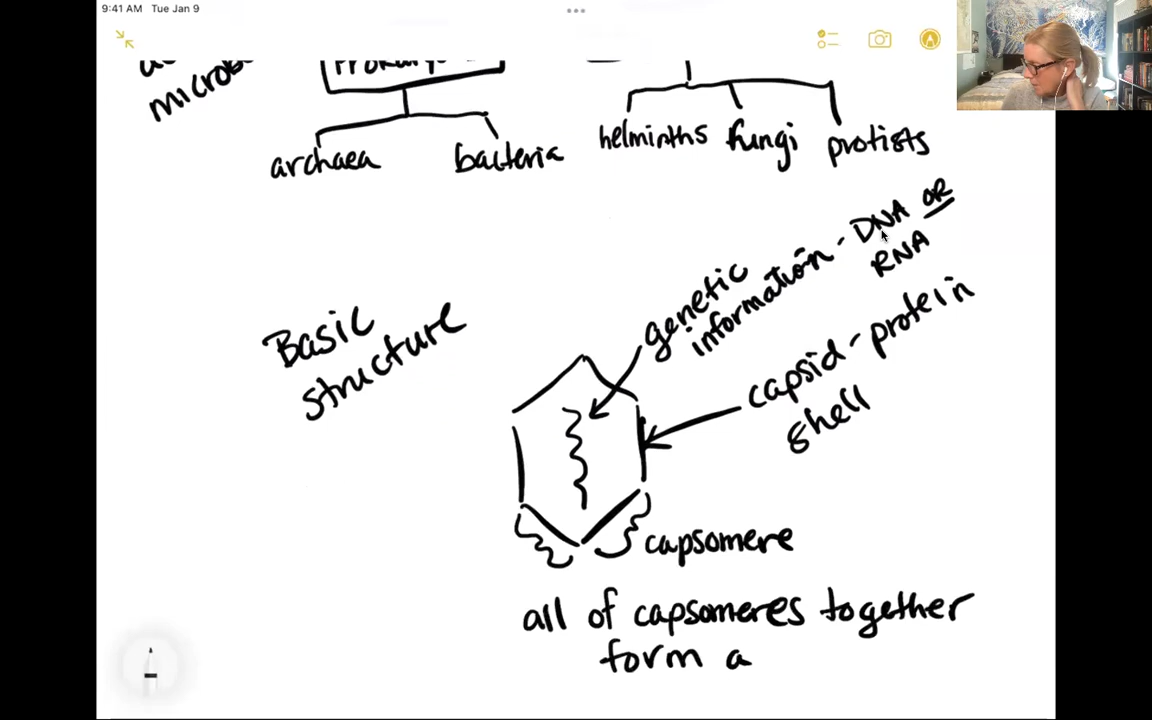 9:41 AM Tue Jan 9
microbe
archaea
bacteria
helminths fungi protists
Basic
structure
genetic
information - DNA OR
RNA
capsid - protein
shell
capsomere
all of capsomeres together
form a